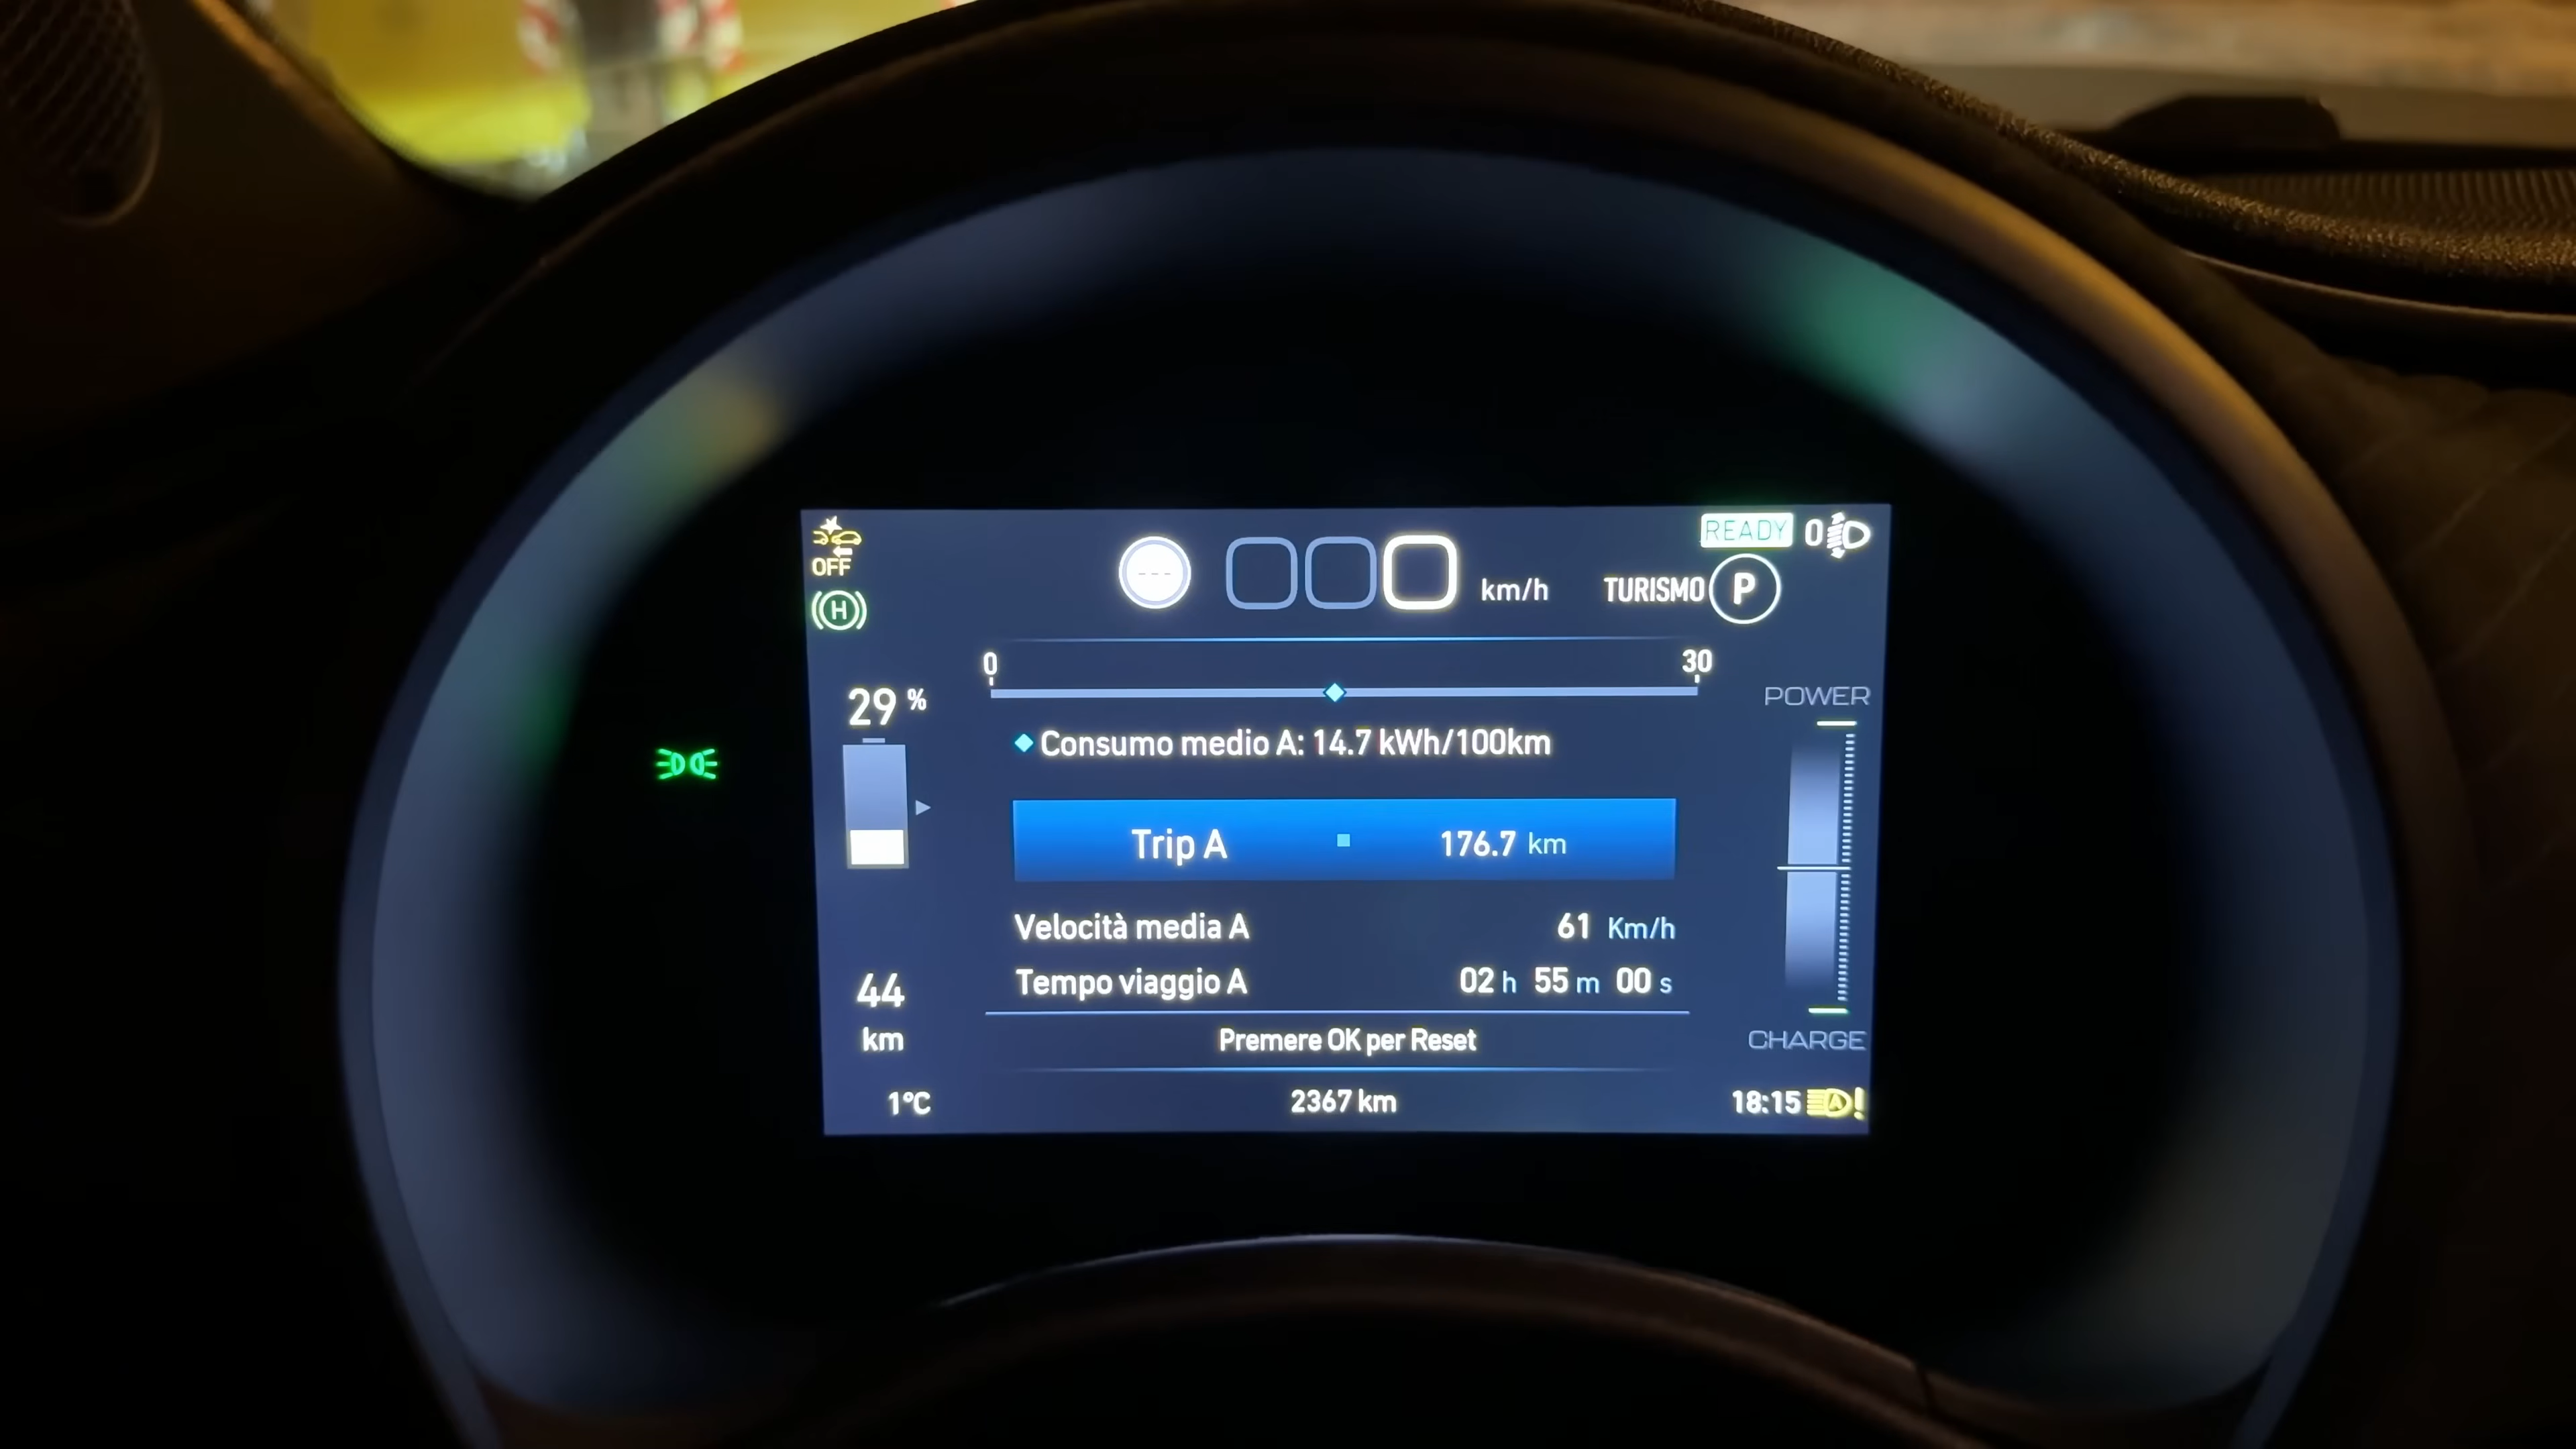 OFF
H
--- 0 km/h
READY 0
TURISMO P
0 30
29 %
Consumo medio A: 14.7 kWh/100km
POWER
Trip A 176.7 km
Velocità media A 61 Km/h
Tempo viaggio A 02 h 55 m 00 s
44
km
Premere OK per Reset
CHARGE
1°C 2367 km 18:15 A !